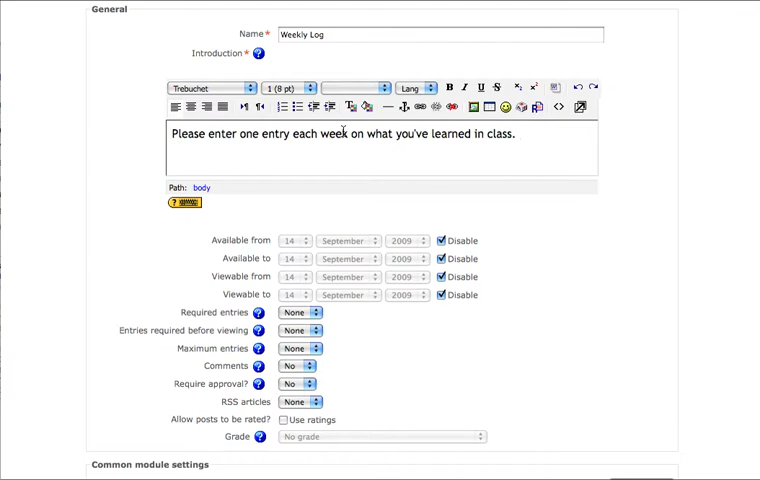 General
Name* Weekly Log
Introduction*
Trebuchet 1 (8 pt) Lang B I U S
Please enter one entry each week on what you've learned in class.
Path: body
Available from 14 September 2009 Disable
Available to 14 September 2009 Disable
Viewable from 14 September 2009 Disable
Viewable to 14 September 2009 Disable
Required entries ? None
Entries required before viewing ? None
Maximum entries ? None
Comments ? No
Require approval? ? No
RSS articles None
Allow posts to be rated? Use ratings
Grade ? No grade
Common module settings